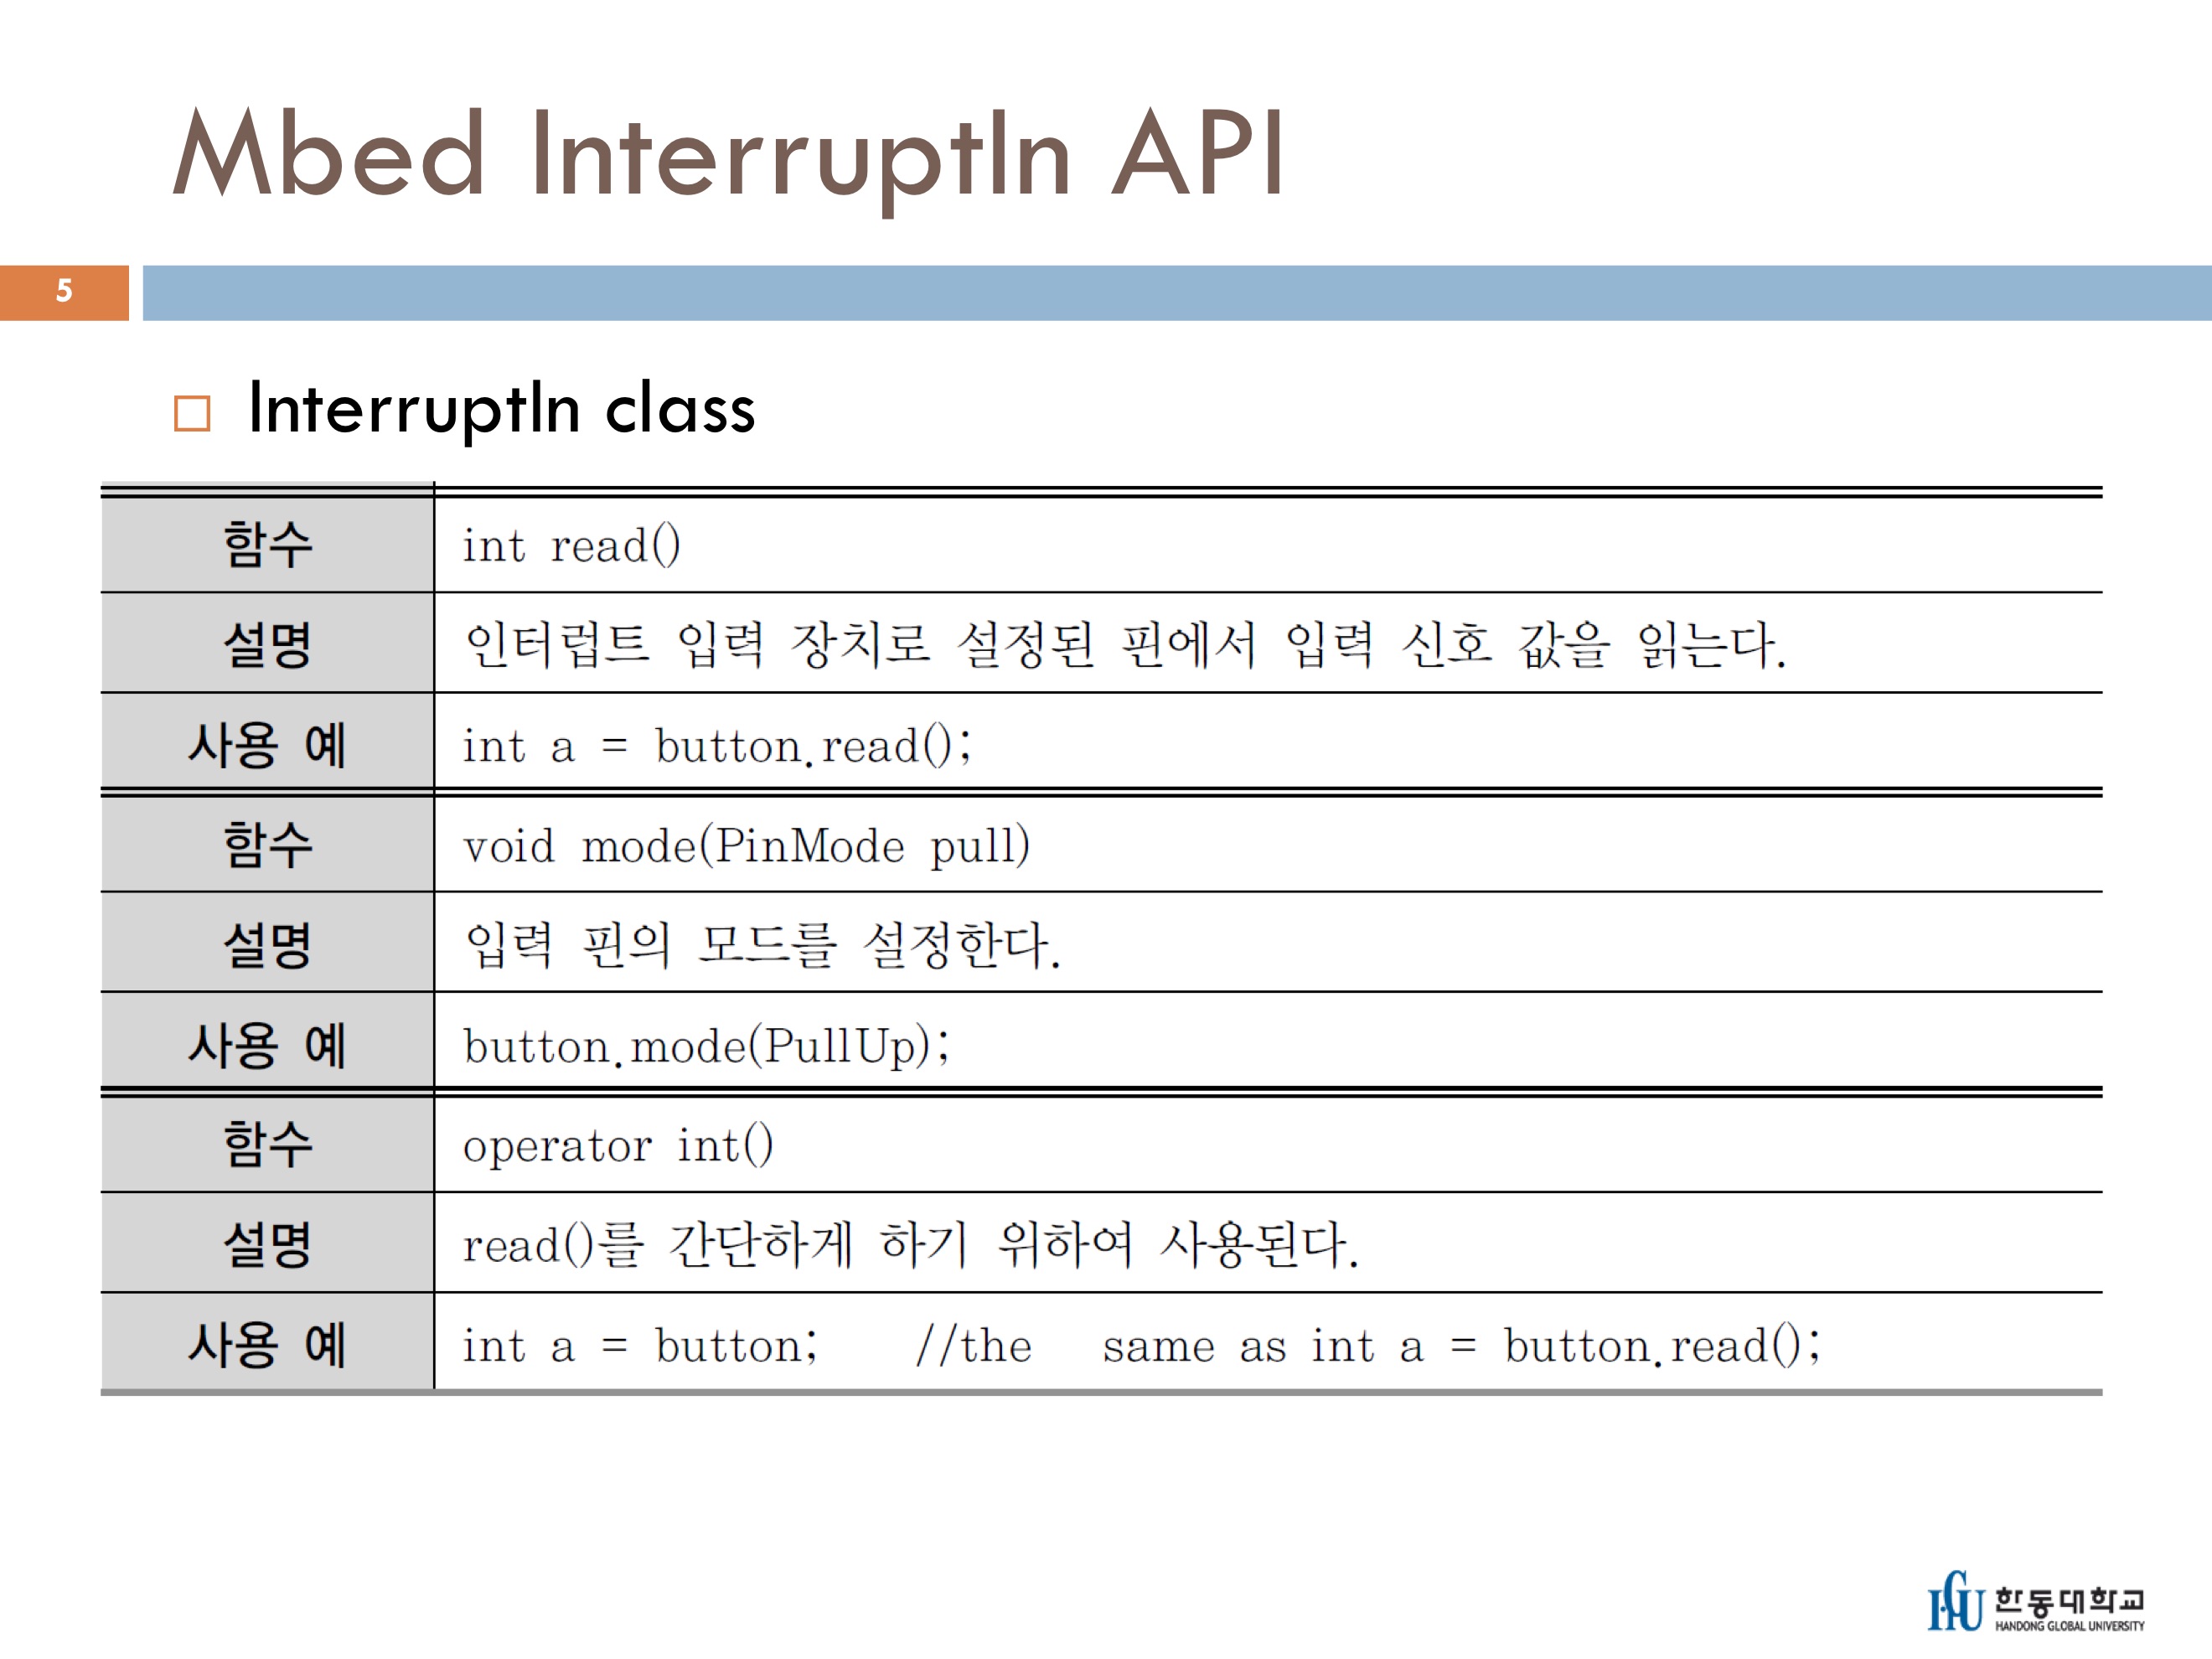 Mbed InterruptIn API
5
InterruptIn class
함수 int read()
설명 인터럽트 입력 장치로 설정된 핀에서 입력 신호 값을 읽는다.
사용 예 int a = button.read();
함수 void mode(PinMode pull)
설명 입력 핀의 모드를 설정한다.
사용 예 button.mode(PullUp);
함수 operator int()
설명 read()를 간단하게 하기 위하여 사용된다.
사용 예 int a = button; //the same as int a = button.read();
HGU 한동대학교
HANDONG GLOBAL UNIVERSITY